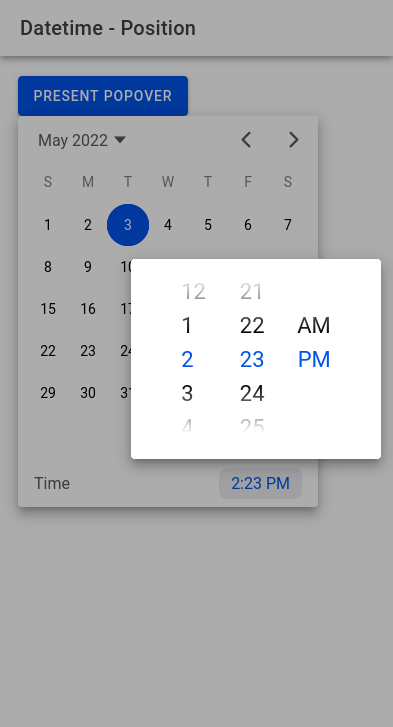 Datetime - Position
PRESENT POPOVER
May 2022
S M T W T F S
1 2 3 4 5 6 7
8 9 10
15 16 17
22 23 24
29 30 31
12 21
1 22 AM
2 23 PM
3 24
4 25
Time 2:23 PM